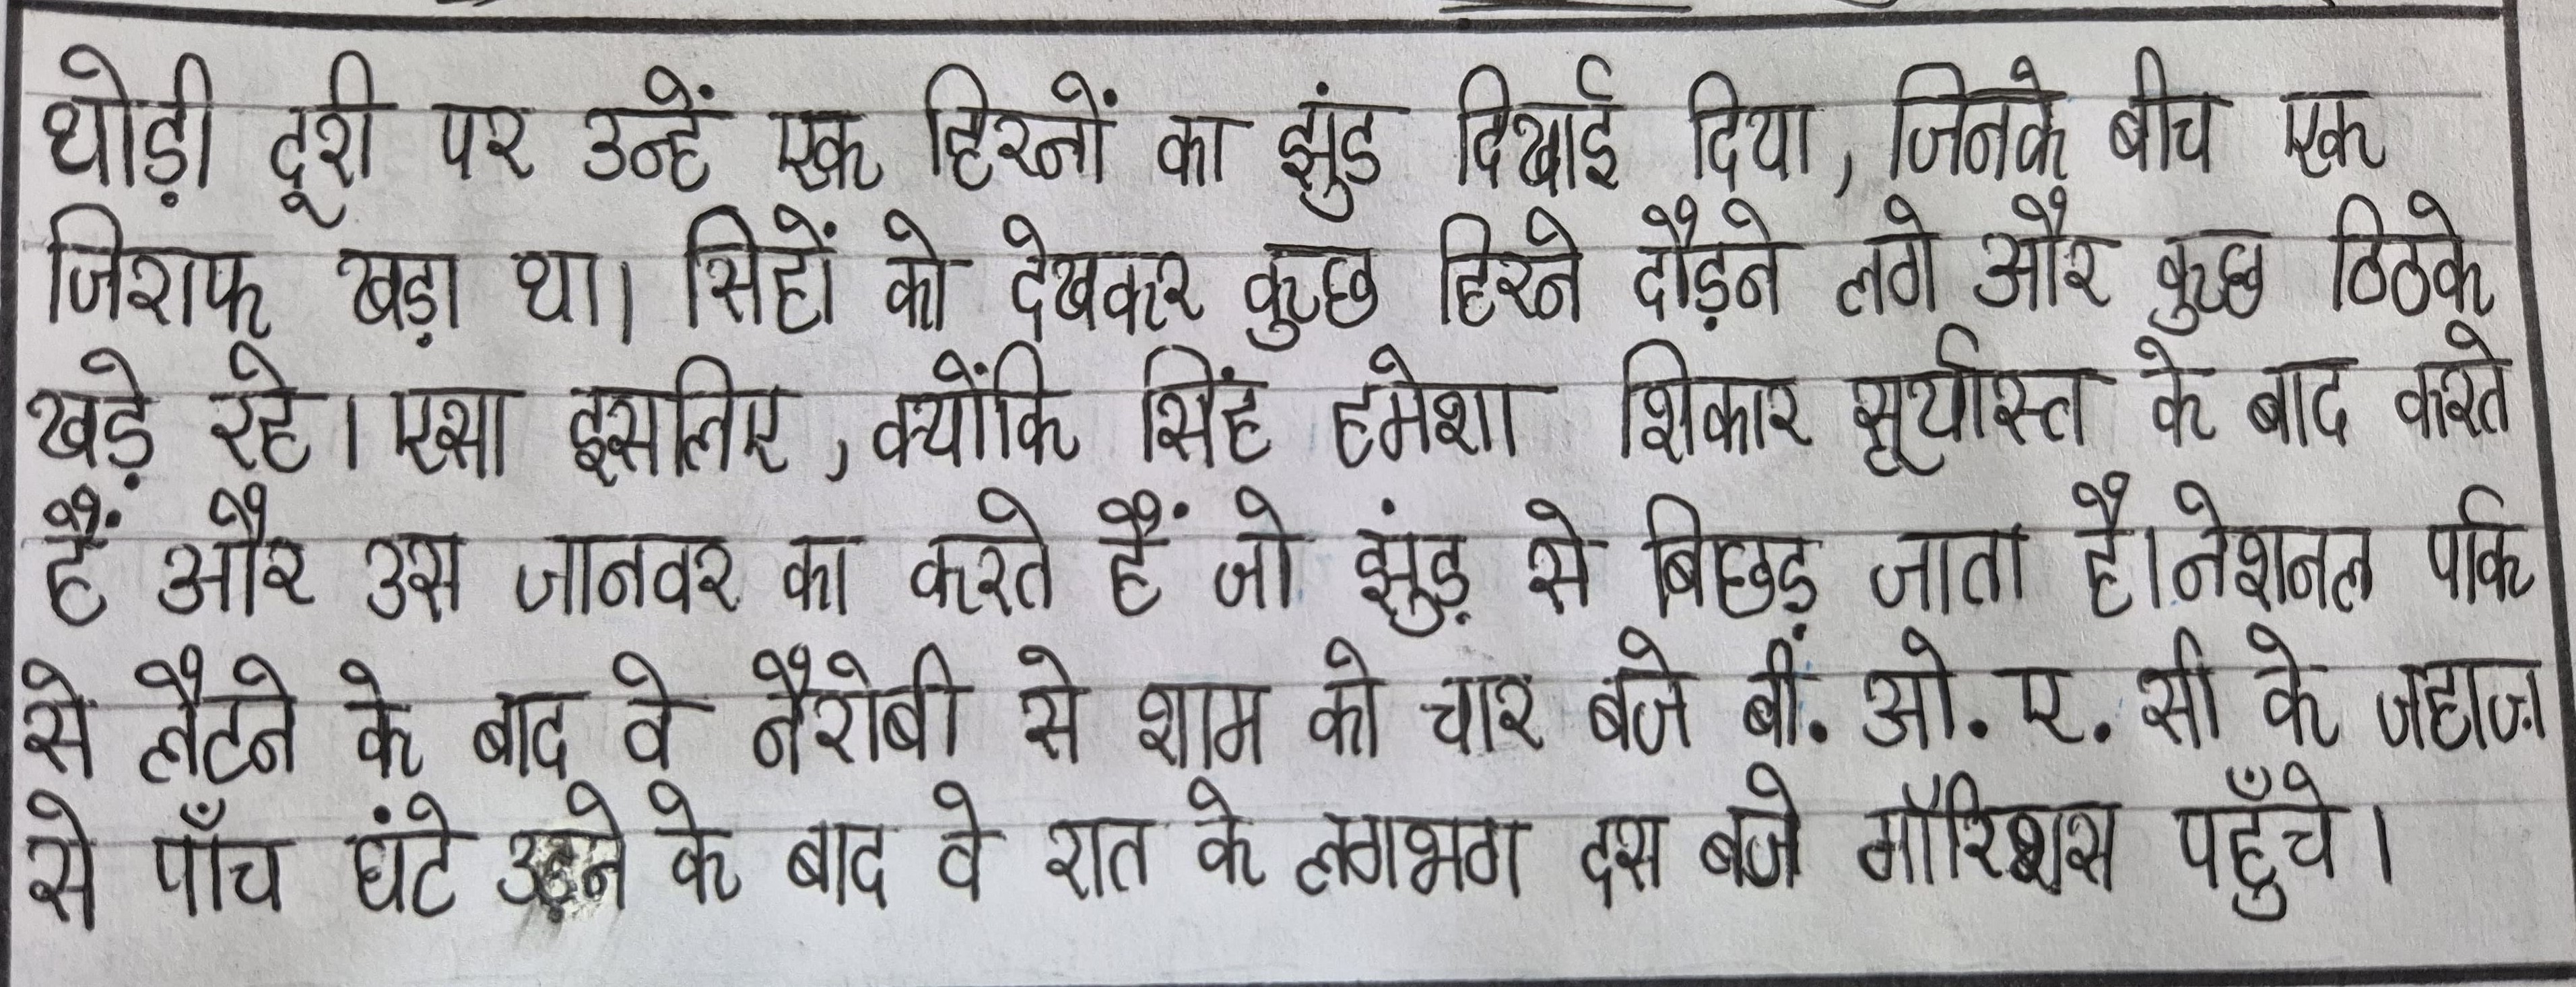 थोड़ी दूरी पर उन्हें एक हिरनों का झुंड दिखाई दिया, जिनके बीच एक
जिराफ खड़ा था। सिंहों को देखकर कुछ हिरने दौड़ने लगे और कुछ ठिठके
खड़े रहे। एसा इसलिए, क्योंकि सिंह हमेशा शिकार सूर्यास्त के बाद करते
हैं और उस जानवर का करते हैं जो झुंड़ से बिछड़ जाता है। नेशनल पार्क
से लौटने के बाद वे नैरोबी से शाम को चार बजे बी. ओ. ए. सी के जहाज़
से पाँच घंटे उड़ने के बाद वे रात के लगभग दस बजे मॉरिशस पहुँचे।